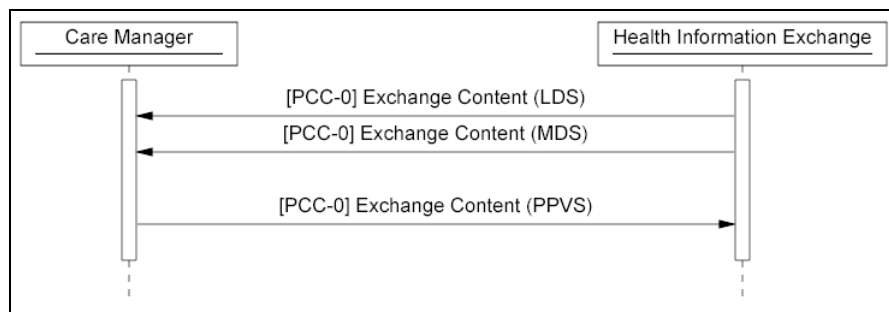 Care Manager
Health Information Exchange
[PCC-0] Exchange Content (LDS)
[PCC-0] Exchange Content (MDS)
[PCC-0] Exchange Content (PPVS)